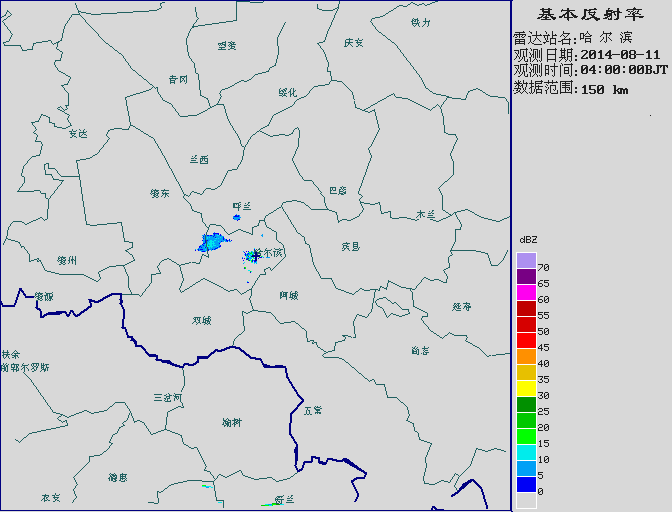 基本反射率
雷达站名:哈 尔 滨
观测日期:2014-08-11
观测时间:04:00:00BJT
数据范围:150 km
铁力
望奎
庆安
青冈
绥化
安达
兰西
肇东
巴彦
呼兰
木兰
宾县
哈尔滨
肇州
肇源
阿城
延寿
双城
尚志
扶余
前郭尔罗斯
三岔河
五常
榆树
德惠
农安
舒兰
dBZ
70
65
60
55
50
45
40
35
30
25
20
15
10
5
0